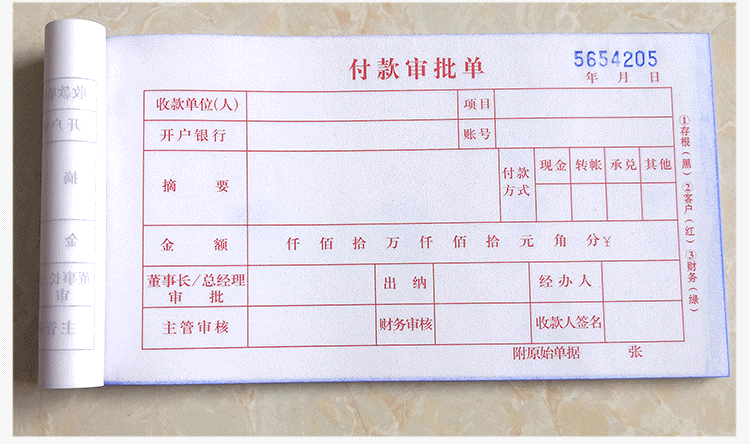 付款审批单
5654205
年 月 日
收款单位(人) 项目
开户银行 账号
摘 要 付款方式 现金 转帐 承兑 其他
金 额 仟 佰 拾 万 仟 佰 拾 元 角 分 ¥
董事长/总经理审 批 出 纳 经 办 人
主管审核 财务审核 收款人签名
附原始单据 张
①存根(黑) ②客户(红) ③财务(绿)